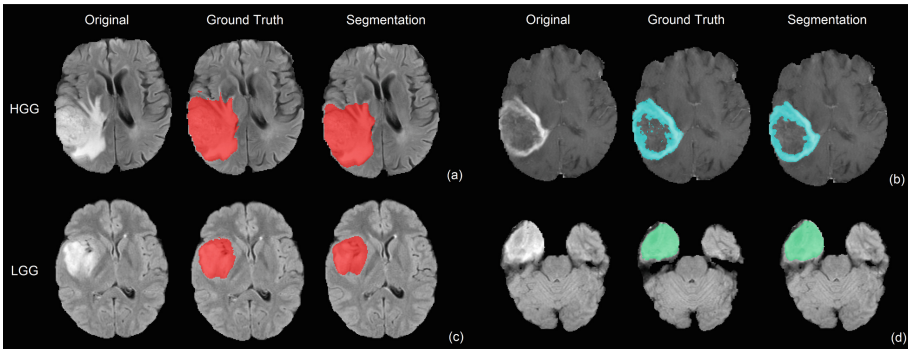 Original Ground Truth Segmentation Original Ground Truth Segmentation
HGG
(a) (b)
LGG
(c) (d)